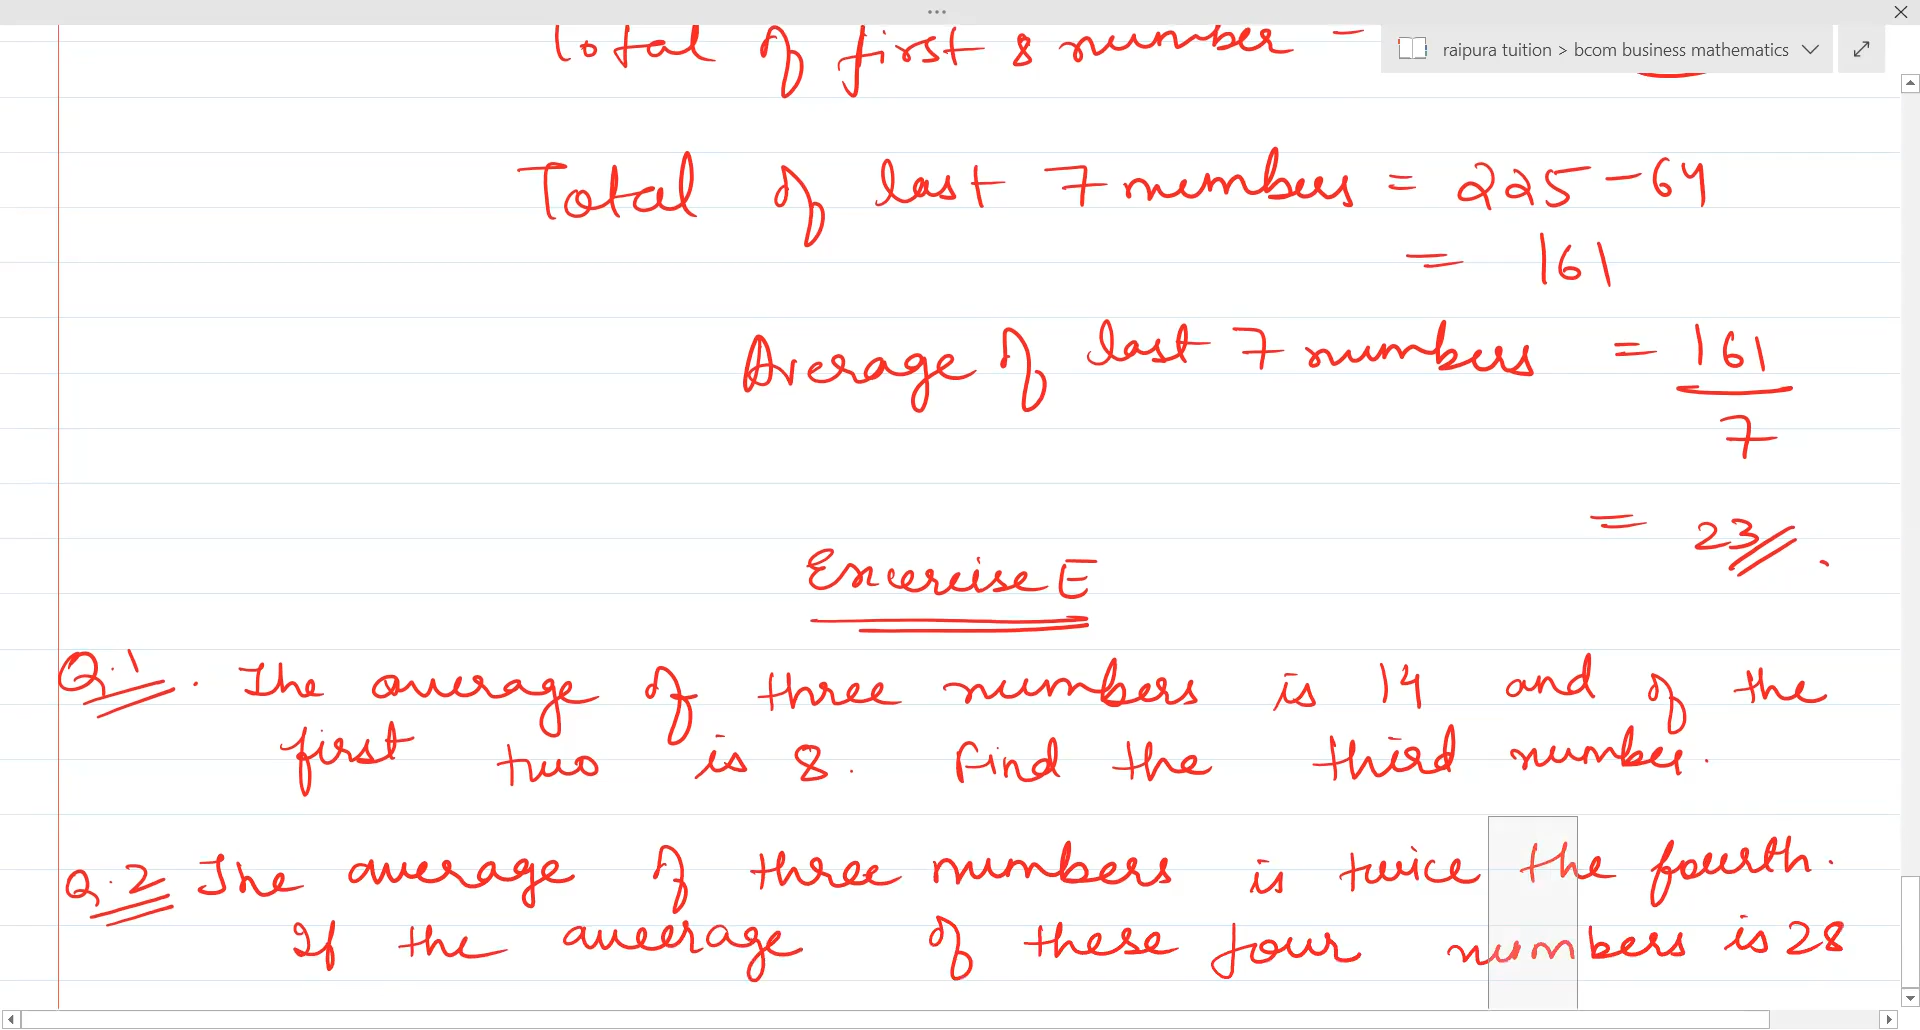 raipura tuition > bcom business mathematics
Total of first 8 number =
Total of last 7 numbers = 225-64
= 161
Average of last 7 numbers = 161
7
= 23 .
Excercise E
Q.1 . The average of three numbers is 14 and of the
first two is 8. Find the third number.
Q.2 The average of three numbers is twice the fourth.
If the aveerage of these four numbers is 28